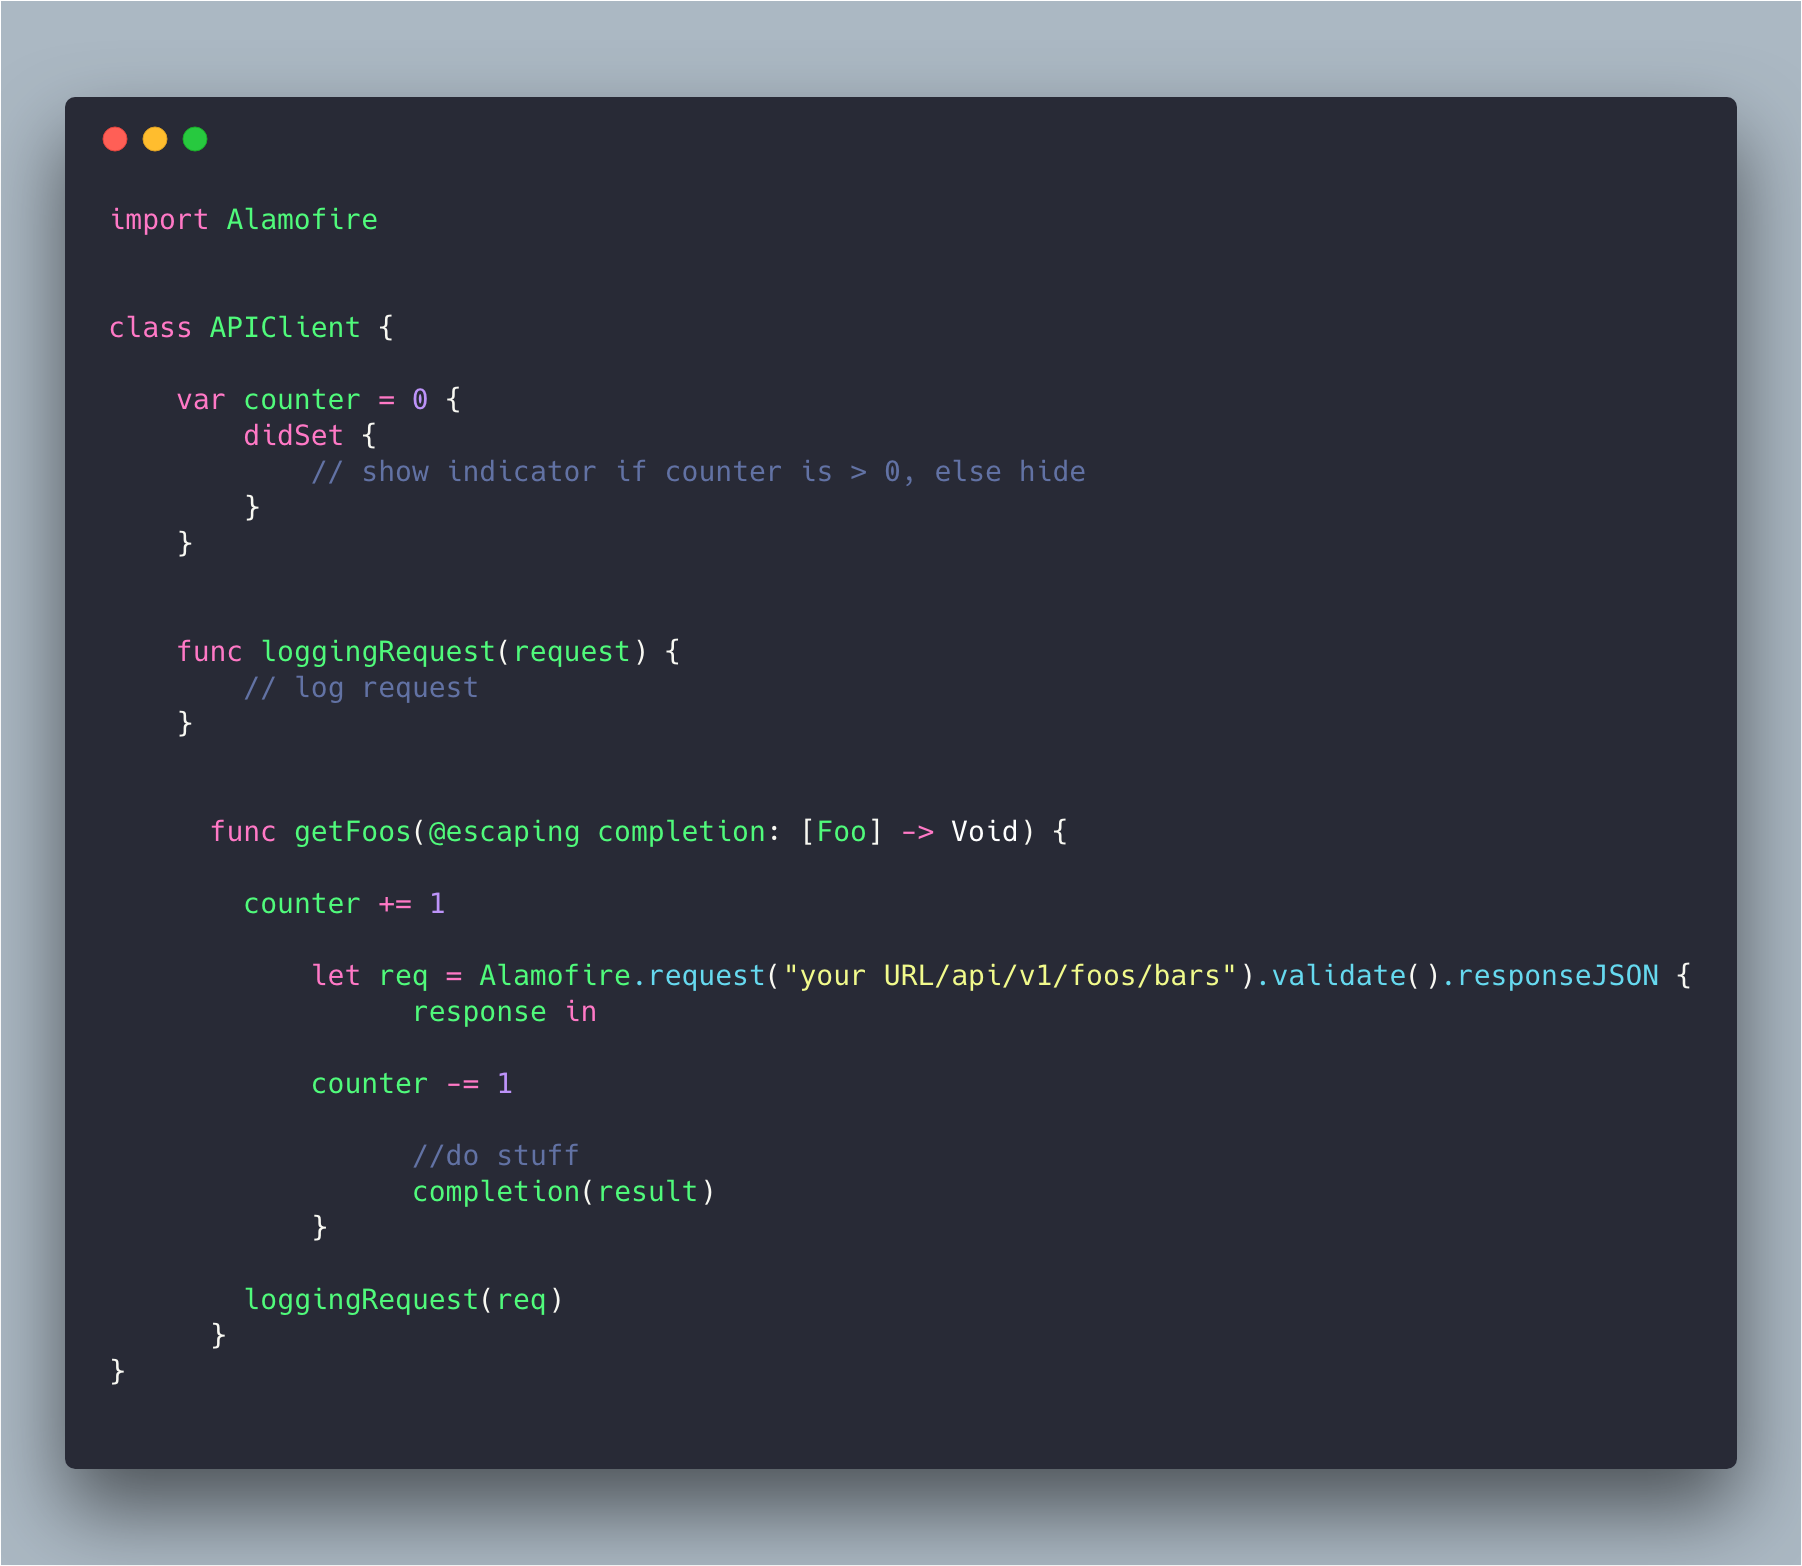 import Alamofire
class APIClient {
var counter = 0 {
didSet {
// show indicator if counter is > 0, else hide
}
}
func loggingRequest(request) {
// log request
}
func getFoos(@escaping completion: [Foo] -> Void) {
counter += 1
let req = Alamofire.request("your URL/api/v1/foos/bars").validate().responseJSON {
response in
counter -= 1
//do stuff
completion(result)
}
loggingRequest(req)
}
}